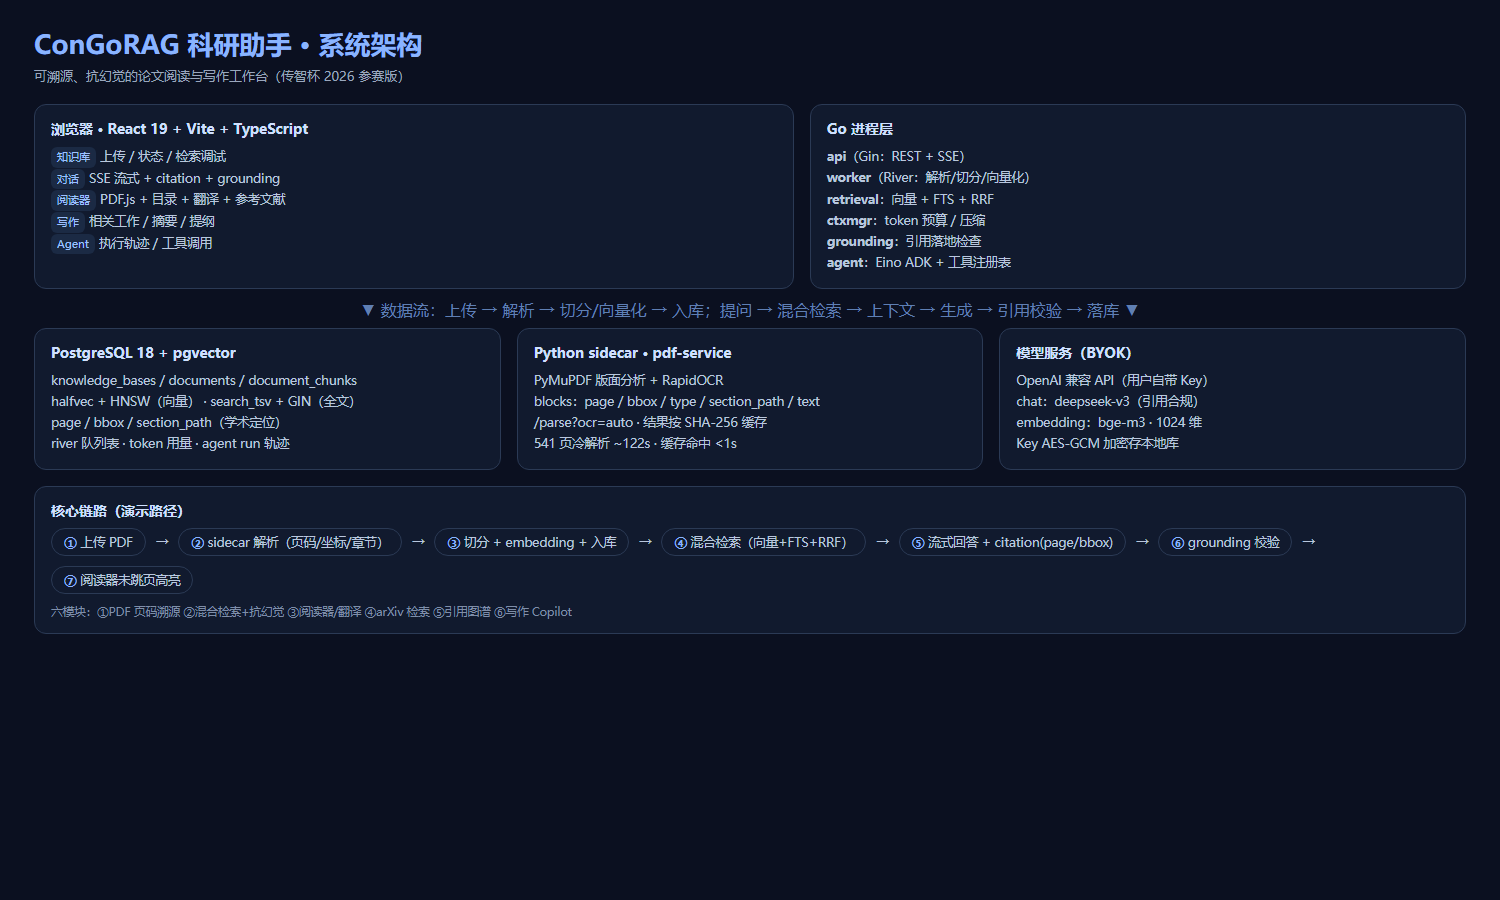 ConGoRAG 科研助手 • 系统架构
可溯源、抗幻觉的论文阅读与写作工作台（传智杯 2026 参赛版）
浏览器 • React 19 + Vite + TypeScript
知识库 上传 / 状态 / 检索调试
对话 SSE 流式 + citation + grounding
阅读器 PDF.js + 目录 + 翻译 + 参考文献
写作 相关工作 / 摘要 / 提纲
Agent 执行轨迹 / 工具调用
Go 进程层
api（Gin：REST + SSE）
worker（River：解析/切分/向量化）
retrieval：向量 + FTS + RRF
ctxmgr：token 预算 / 压缩
grounding：引用落地检查
agent：Eino ADK + 工具注册表
▼ 数据流：上传 → 解析 → 切分/向量化 → 入库；提问 → 混合检索 → 上下文 → 生成 → 引用校验 → 落库 ▼
PostgreSQL 18 + pgvector
knowledge_bases / documents / document_chunks
halfvec + HNSW（向量） · search_tsv + GIN（全文）
page / bbox / section_path（学术定位）
river 队列表 · token 用量 · agent run 轨迹
Python sidecar • pdf-service
PyMuPDF 版面分析 + RapidOCR
blocks：page / bbox / type / section_path / text
/parse?ocr=auto · 结果按 SHA-256 缓存
541 页冷解析 ~122s · 缓存命中 <1s
模型服务（BYOK）
OpenAI 兼容 API（用户自带 Key）
chat：deepseek-v3（引用合规）
embedding：bge-m3 · 1024 维
Key AES-GCM 加密存本地库
核心链路（演示路径）
① 上传 PDF → ② sidecar 解析（页码/坐标/章节） → ③ 切分 + embedding + 入库 → ④ 混合检索（向量+FTS+RRF） → ⑤ 流式回答 + citation(page/bbox) → ⑥ grounding 校验 →
⑦ 阅读器未跳页高亮
六模块：①PDF 页码溯源 ②混合检索+抗幻觉 ③阅读器/翻译 ④arXiv 检索 ⑤引用图谱 ⑥写作 Copilot